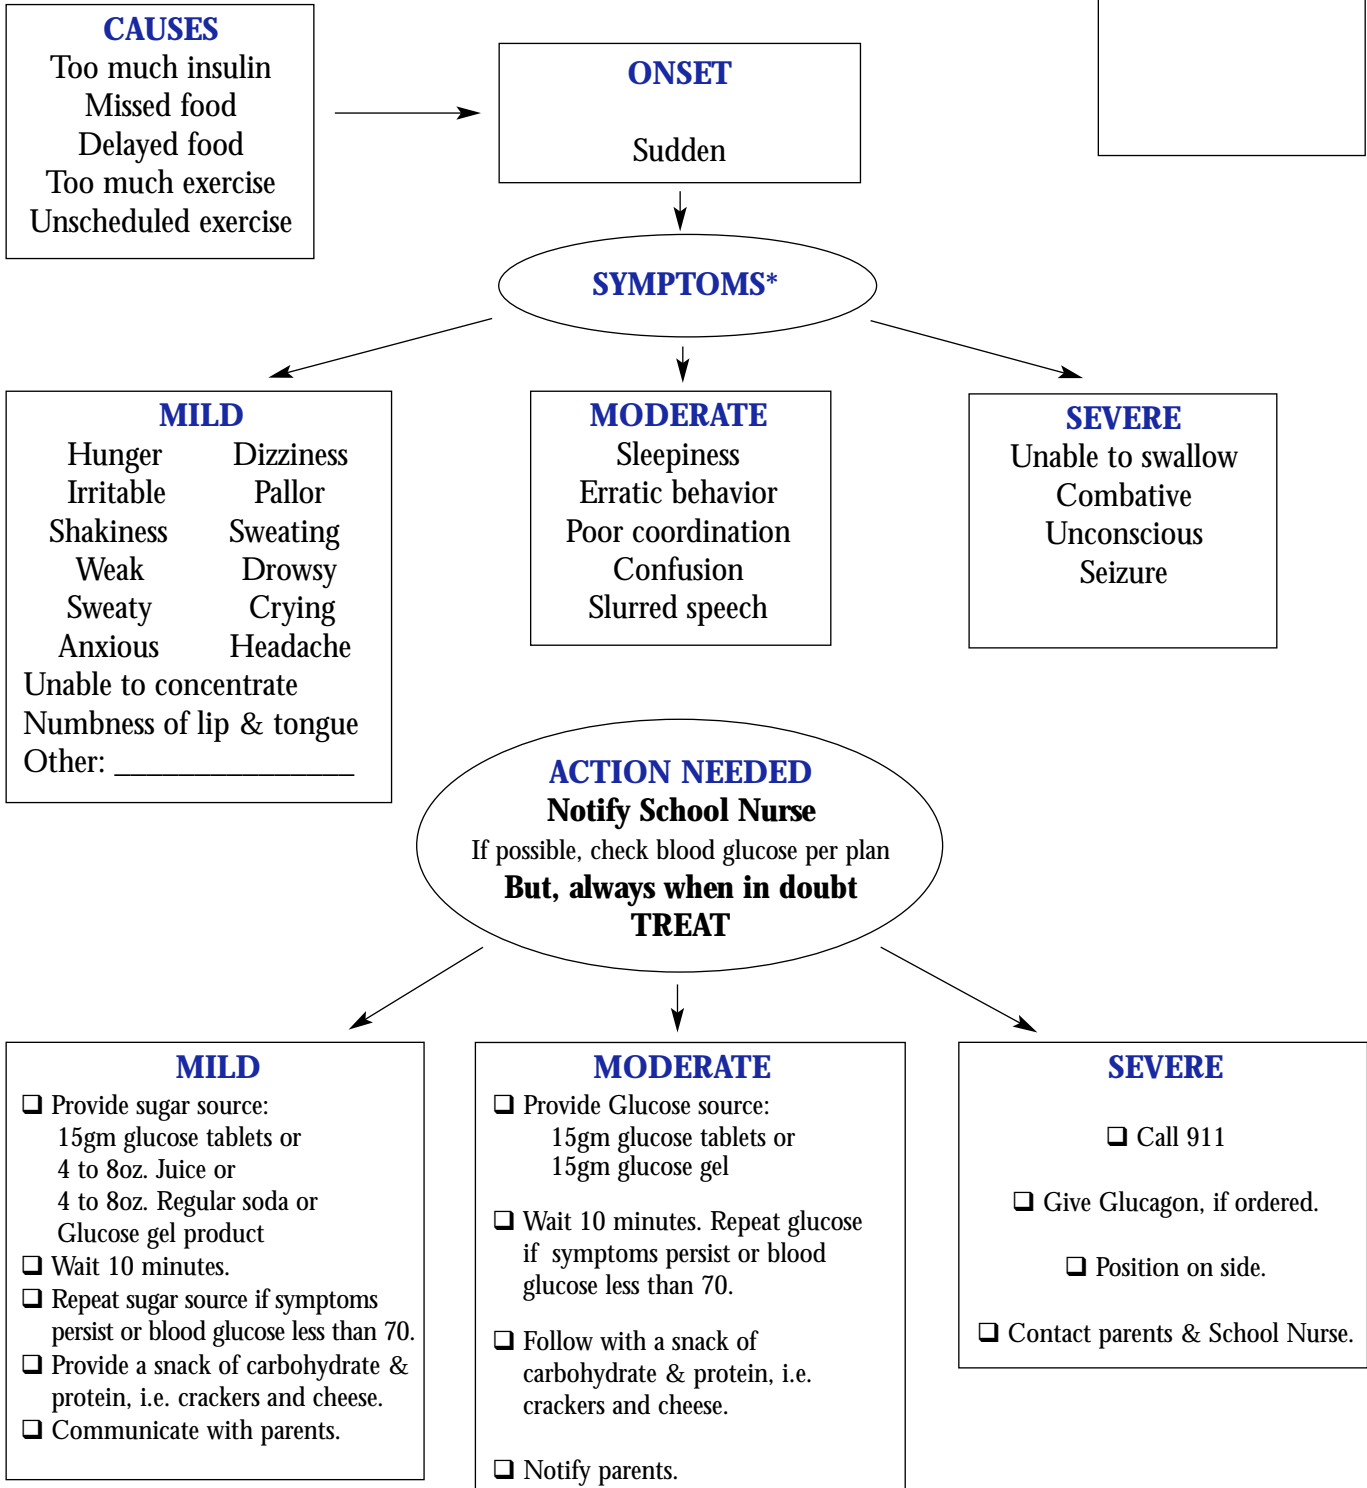 CAUSES
Too much insulin
Missed food
Delayed food
Too much exercise
Unscheduled exercise
ONSET
Sudden
SYMPTOMS*
MILD
Hunger Dizziness
Irritable Pallor
Shakiness Sweating
Weak Drowsy
Sweaty Crying
Anxious Headache
Unable to concentrate
Numbness of lip & tongue
Other: _______________
MODERATE
Sleepiness
Erratic behavior
Poor coordination
Confusion
Slurred speech
SEVERE
Unable to swallow
Combative
Unconscious
Seizure
ACTION NEEDED
Notify School Nurse
If possible, check blood glucose per plan
But, always when in doubt
TREAT
MILD
❑ Provide sugar source:
15gm glucose tablets or
4 to 8oz. Juice or
4 to 8oz. Regular soda or
Glucose gel product
❑ Wait 10 minutes.
❑ Repeat sugar source if symptoms
persist or blood glucose less than 70.
❑ Provide a snack of carbohydrate &
protein, i.e. crackers and cheese.
❑ Communicate with parents.
MODERATE
❑ Provide Glucose source:
15gm glucose tablets or
15gm glucose gel
❑ Wait 10 minutes. Repeat glucose
if symptoms persist or blood
glucose less than 70.
❑ Follow with a snack of
carbohydrate & protein, i.e.
crackers and cheese.
❑ Notify parents.
SEVERE
❑ Call 911
❑ Give Glucagon, if ordered.
❑ Position on side.
❑ Contact parents & School Nurse.